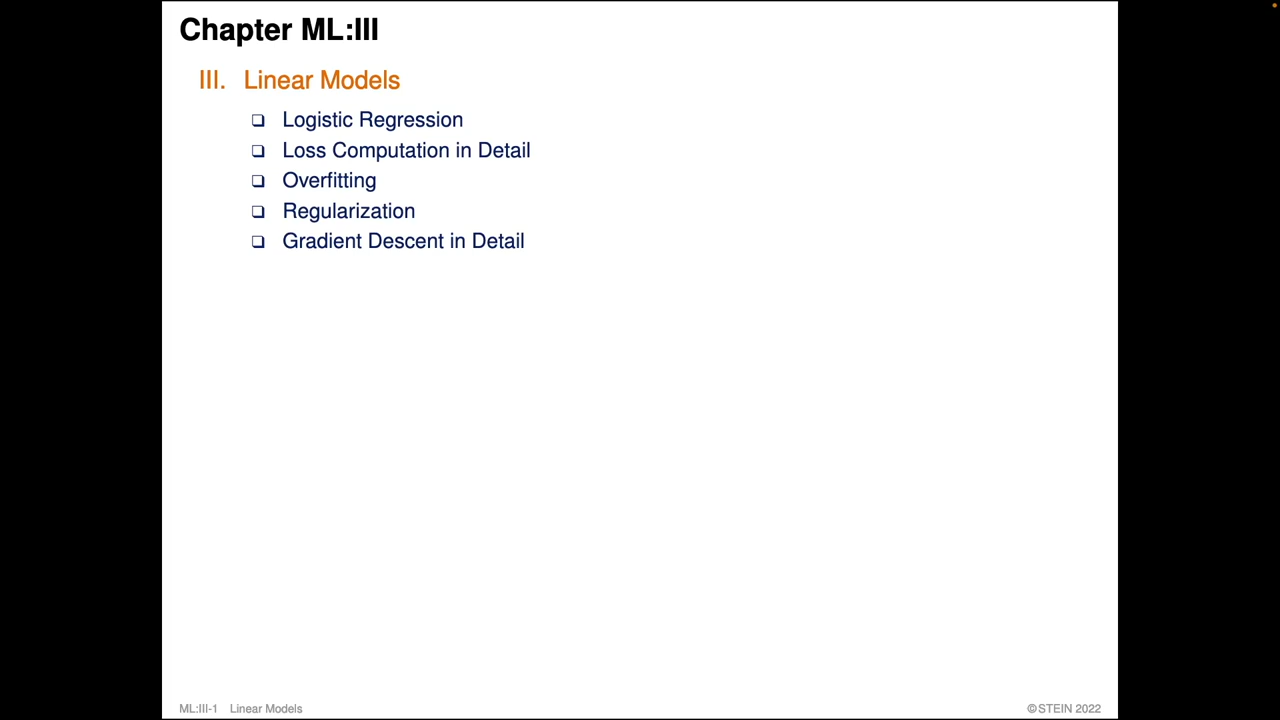 Chapter ML:III
III. Linear Models
❑ Logistic Regression
❑ Loss Computation in Detail
❑ Overfitting
❑ Regularization
❑ Gradient Descent in Detail
ML:III-1 Linear Models ©STEIN 2022